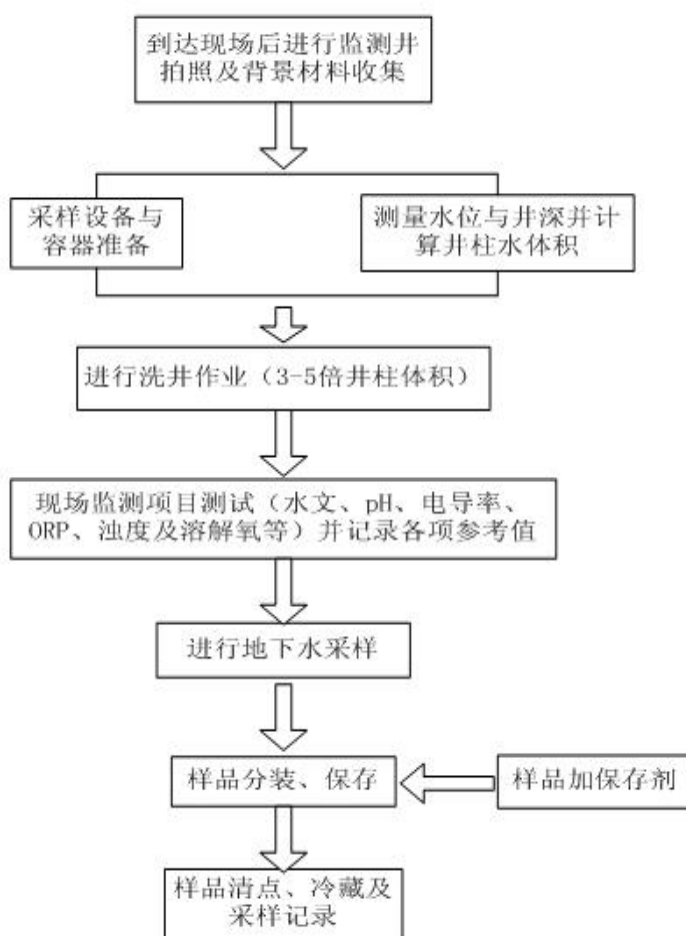 到达现场后进行监测井
拍照及背景材料收集
采样设备与
容器准备
测量水位与井深并计
算井柱水体积
进行洗井作业（3-5倍井柱体积）
现场监测项目测试（水文、pH、电导率、
ORP、浊度及溶解氧等）并记录各项参考值
进行地下水采样
样品分装、保存
样品加保存剂
样品清点、冷藏及
采样记录